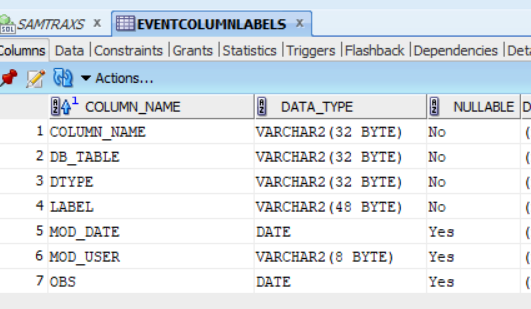 SQL SAMTRAXS x EVENTCOLUMNLABELS x
Columns Data Constraints Grants Statistics Triggers Flashback Dependencies
Actions...
COLUMN_NAME DATA_TYPE NULLABLE
1 COLUMN_NAME VARCHAR2(32 BYTE) No (
2 DB_TABLE VARCHAR2(32 BYTE) No (
3 DTYPE VARCHAR2(32 BYTE) No (
4 LABEL VARCHAR2(48 BYTE) No (
5 MOD_DATE DATE Yes (
6 MOD_USER VARCHAR2(8 BYTE) Yes (
7 OBS DATE Yes (